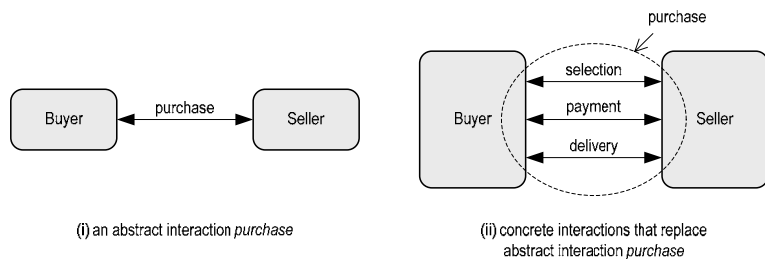 purchase
Buyer
purchase
Seller
selection
Buyer
payment
Seller
delivery
(i) an abstract interaction purchase
(ii) concrete interactions that replace
abstract interaction purchase